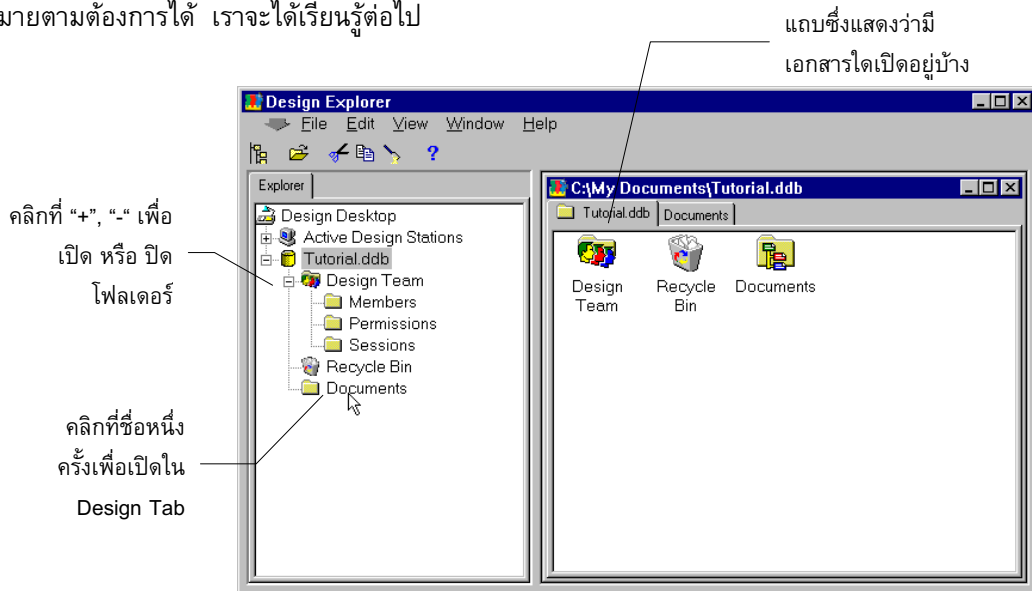 มายตามต้องการได้ เราจะได้เรียนรู้ต่อไป
แถบซึ่งแสดงว่ามี
เอกสารใดเปิดอยู่บ้าง
Design Explorer
File Edit View Window Help
Explorer
Design Desktop
Active Design Stations
Tutorial.ddb
Design Team
Members
Permissions
Sessions
Recycle Bin
Documents
C:\My Documents\Tutorial.ddb
Tutorial.ddb Documents
Design Team
Recycle Bin
Documents
คลิกที่ “+”, “-“ เพื่อ
เปิด หรือ ปิด
โฟลเดอร์
คลิกที่ชื่อหนึ่ง
ครั้งเพื่อเปิดใน
Design Tab